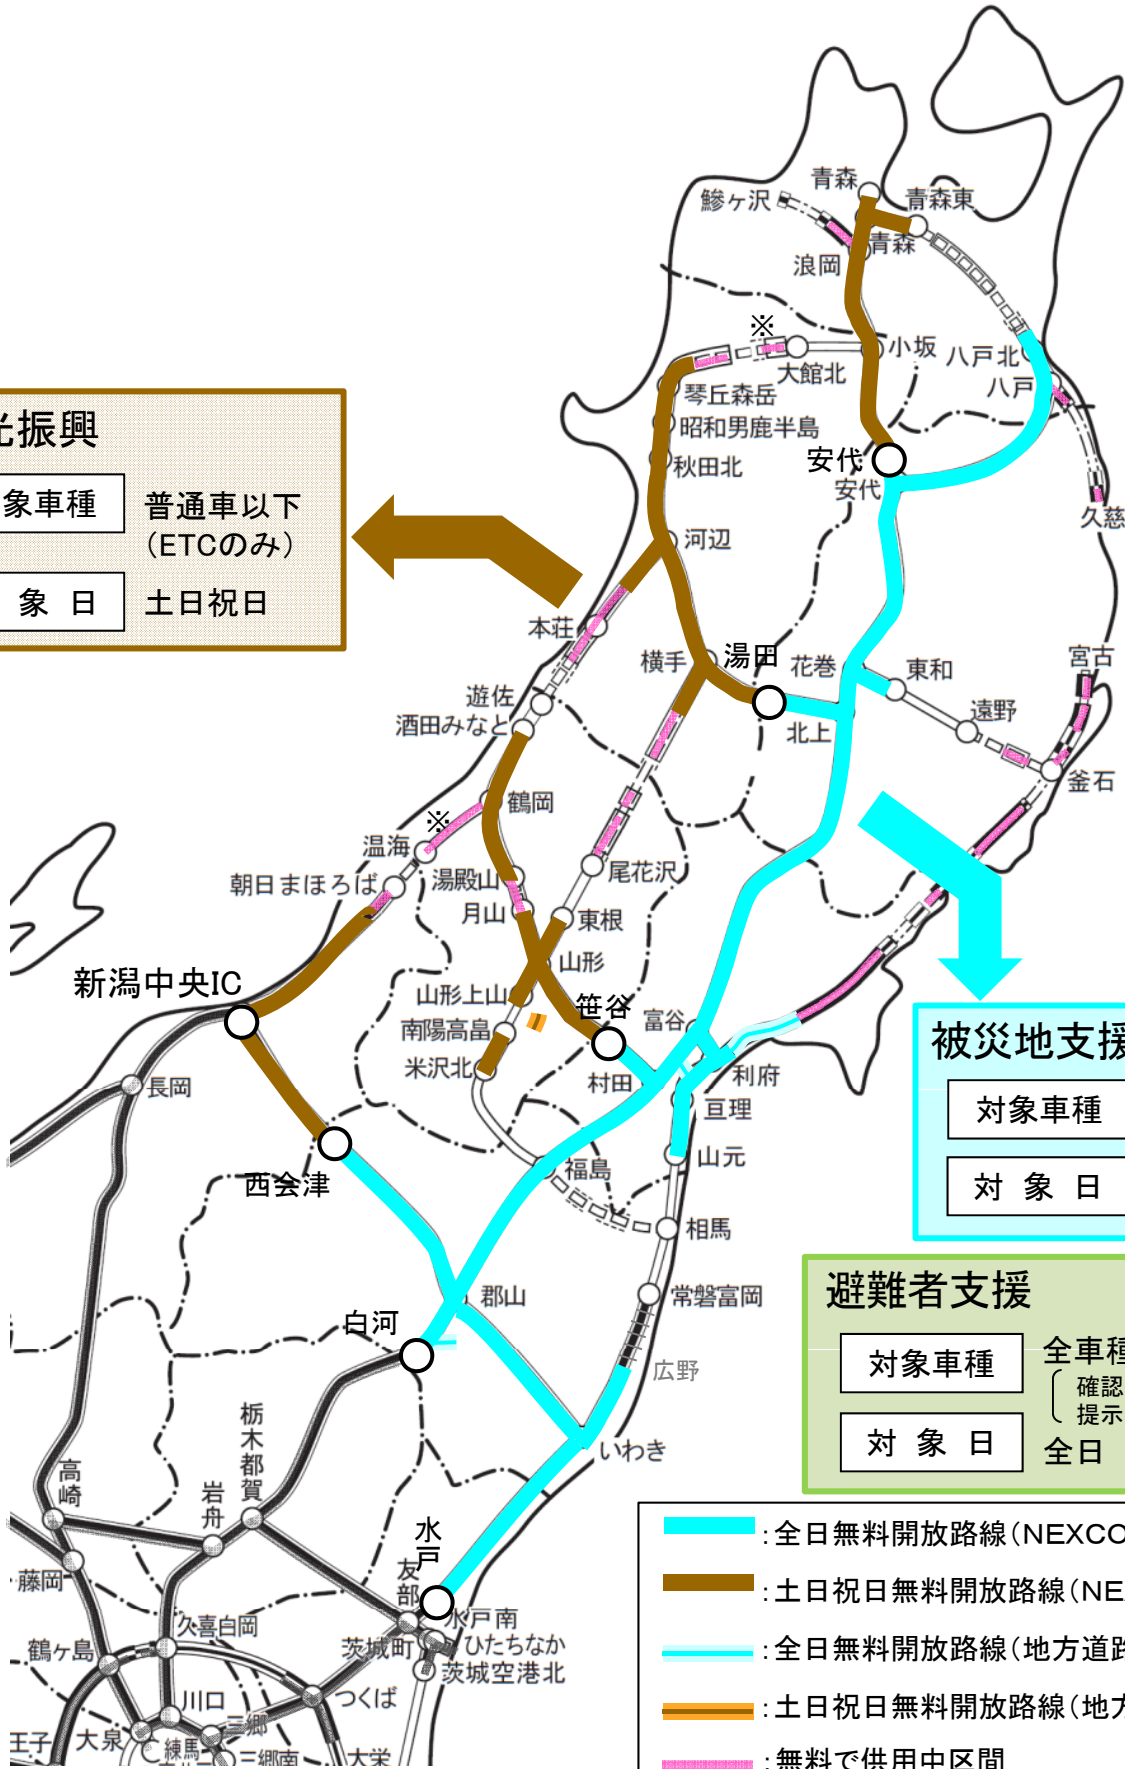 青森
青森東
鰺ヶ沢
青森
浪岡
※
小坂
八戸北
大館北
八戸
琴丘森岳
昭和男鹿半島
秋田北
安代
安代
久慈
光振興
象車種
普通車以下
(ETCのみ)
象 日
土日祝日
河辺
本荘
横手
湯田
花巻
東和
宮古
遊佐
酒田みなと
北上
遠野
釜石
鶴岡
※
温海
朝日まほろば
湯殿山
尾花沢
月山
東根
山形
新潟中央IC
山形上山
笹谷
富谷
南陽高畠
米沢北
村田
利府
亘理
長岡
山元
西会津
福島
相馬
被災地支援
対象車種
対 象 日
郡山
常磐富岡
白河
広野
避難者支援
対象車種
全車種
確認
提示
対 象 日
全日
いわき
栃木都賀
高崎
岩舟
水戸
友部
藤岡
水戸南
久喜白岡
ひたちなか
茨城町
茨城空港北
鶴ヶ島
つくば
川口
三郷
王子
大泉
練馬
三郷南
大栄
:全日無料開放路線(NEXCO
:土日祝日無料開放路線(NE
:全日無料開放路線(地方道路
:土日祝日無料開放路線(地方
:無料で供用中区間